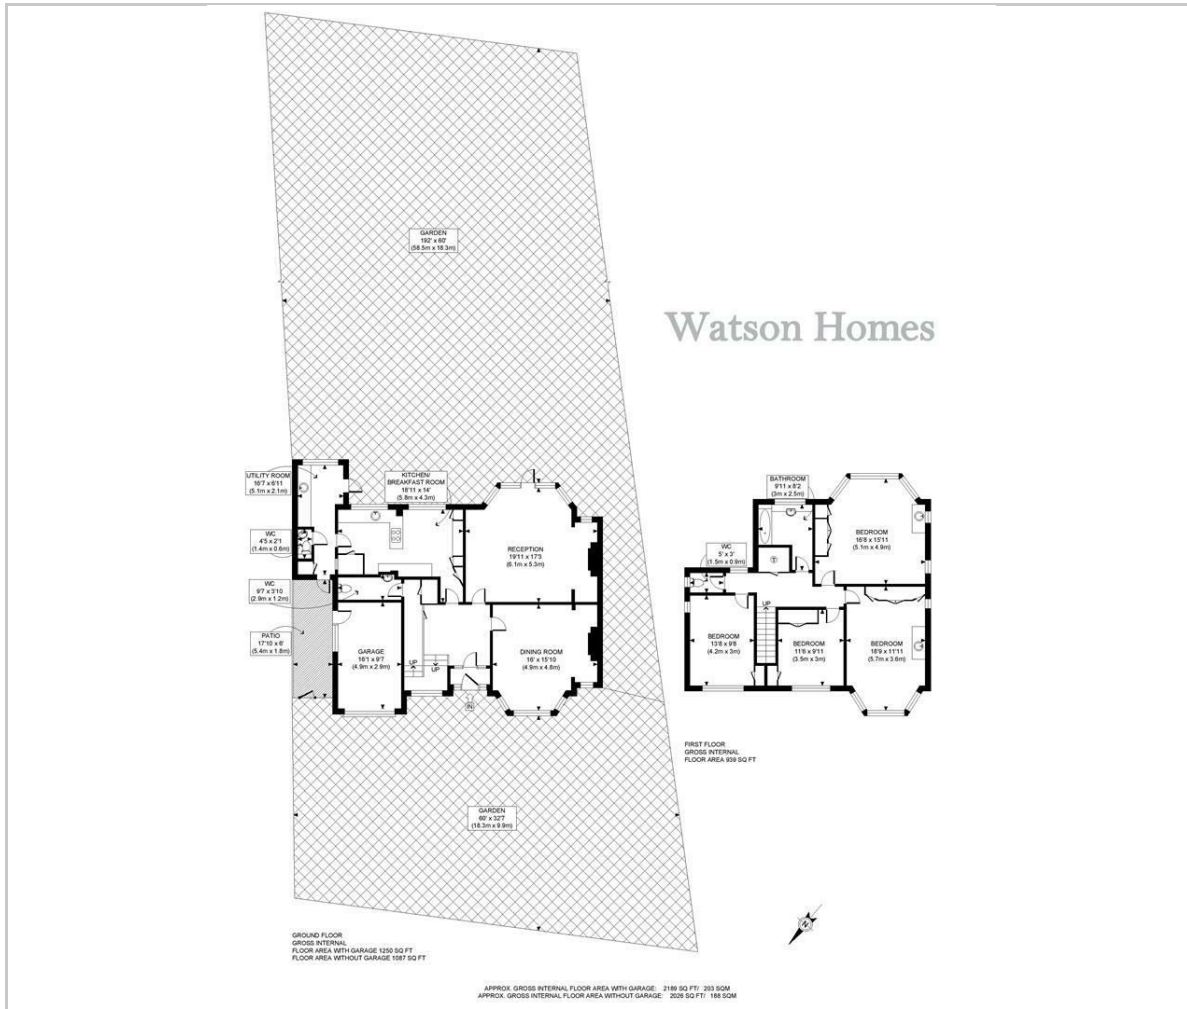 GARDEN
192' x 60'
(58.5m x 18.3m)
Watson Homes
UTILITY ROOM
16'7 x 6'11
(5.1m x 2.1m)
KITCHEN/
BREAKFAST ROOM
18'11 x 14'
(5.8m x 4.3m)
WC
4'5 x 2'1
(1.4m x 0.6m)
RECEPTION
19'11 x 17'3
(6.1m x 5.3m)
WC
9'7 x 3'10
(2.9m x 1.2m)
PATIO
17'10 x 6'
(5.4m x 1.8m)
GARAGE
16'1 x 9'7
(4.9m x 2.9m)
UP
UP
DINING ROOM
16' x 15'10
(4.9m x 4.8m)
IN
BATHROOM
9'11 x 8'2
(3m x 2.5m)
BEDROOM
16'8 x 15'11
(5.1m x 4.9m)
T
WC
5' x 3'
(1.5m x 0.9m)
UP
BEDROOM
13'8 x 9'8
(4.2m x 3m)
BEDROOM
11'6 x 9'11
(3.5m x 3m)
BEDROOM
18'9 x 11'11
(5.7m x 3.6m)
FIRST FLOOR
GROSS INTERNAL
FLOOR AREA 939 SQ FT
GARDEN
60' x 32'7
(18.3m x 9.9m)
N
GROUND FLOOR
GROSS INTERNAL
FLOOR AREA WITH GARAGE 1250 SQ FT
FLOOR AREA WITHOUT GARAGE 1087 SQ FT
APPROX. GROSS INTERNAL FLOOR AREA WITH GARAGE: 2189 SQ FT/ 203 SQM
APPROX. GROSS INTERNAL FLOOR AREA WITHOUT GARAGE: 2026 SQ FT/ 188 SQM